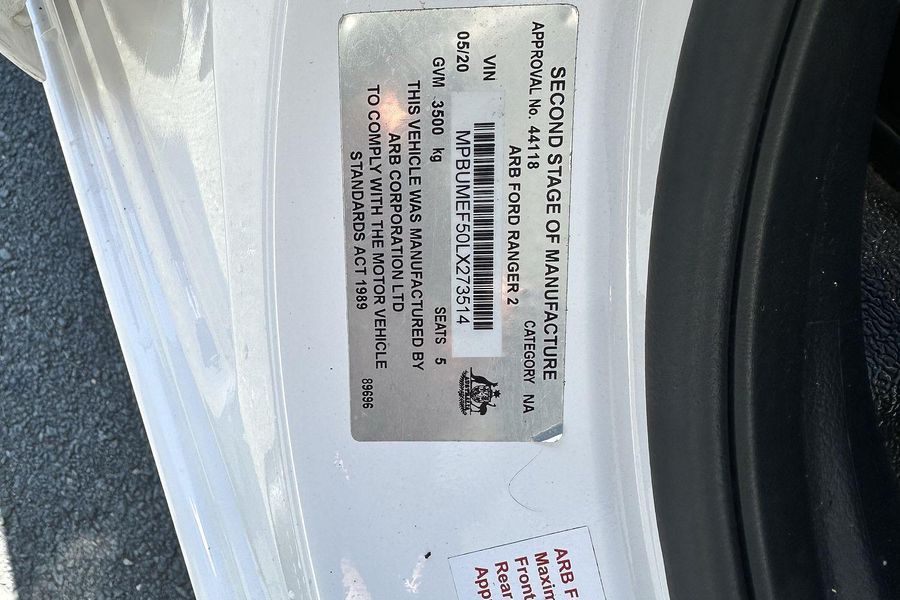 SECOND STAGE OF MANUFACTURE
APPROVAL No. 44118 CATEGORY NA
ARB FORD RANGER 2
VIN
MPBUMEF50LX273514
05/20
GVM 3500 kg SEATS 5
THIS VEHICLE WAS MANUFACTURED BY
ARB CORPORATION LTD
TO COMPLY WITH THE MOTOR VEHICLE
STANDARDS ACT 1989
89696
ARB F
Maxim
Front
Rear
App